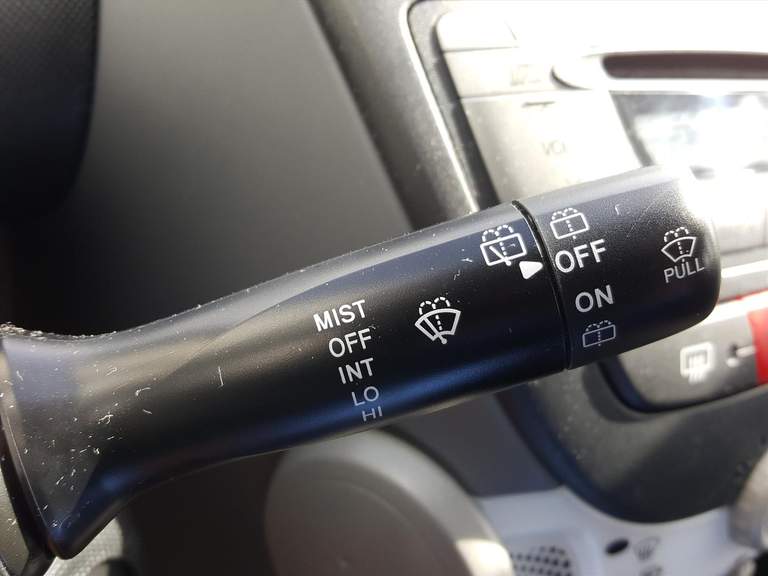 MIST
OFF
INT
LO
HI
OFF
ON
PULL